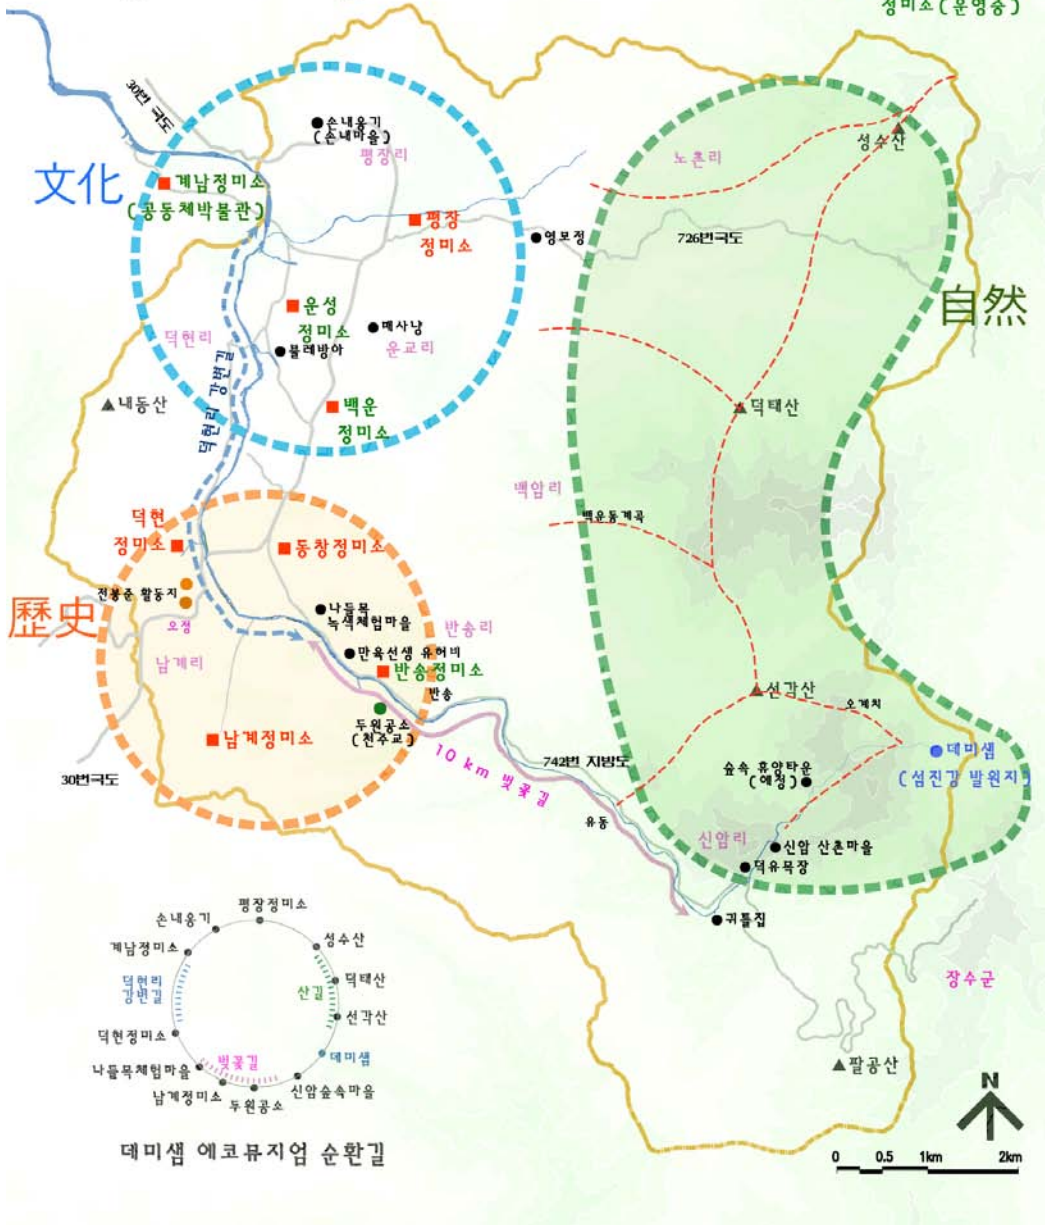 정미소(운영중)
30번 국도
손내옹기
(손내마을)
평장리
노촌리
성수산
文化
계남정미소
(공동체박물관)
평장
정미소
영모정
726번국도
自然
운성
정미소
매사냥
운교리
물레방아
덕현리
덕현리 강변길
내동산
백운
정미소
덕태산
백암리
백운동계곡
덕현
정미소
동창정미소
전봉준 활동지
歷史
오정
남계리
나들목
녹색체험마을
반송리
만육선생 유허비
반송정미소
반송
두원공소
(천주교)
남계정미소
30번국도
10 km 벚꽃길
742번 지방도
유동
선각산
오계치
데미샘
(섬진강 발원지)
숲속 휴양타운
(예정)
신암리
신암 산촌마을
덕유목장
귀틀집
장수군
팔공산
평장정미소
손내옹기
성수산
계남정미소
덕태산
덕현리
강변길
산길
선각산
덕현정미소
데미샘
벚꽃길
나들목체험마을
신암숲속마을
남계정미소
두원공소
데미샘 에코뮤지엄 순환길
N
0 0.5 1km 2km